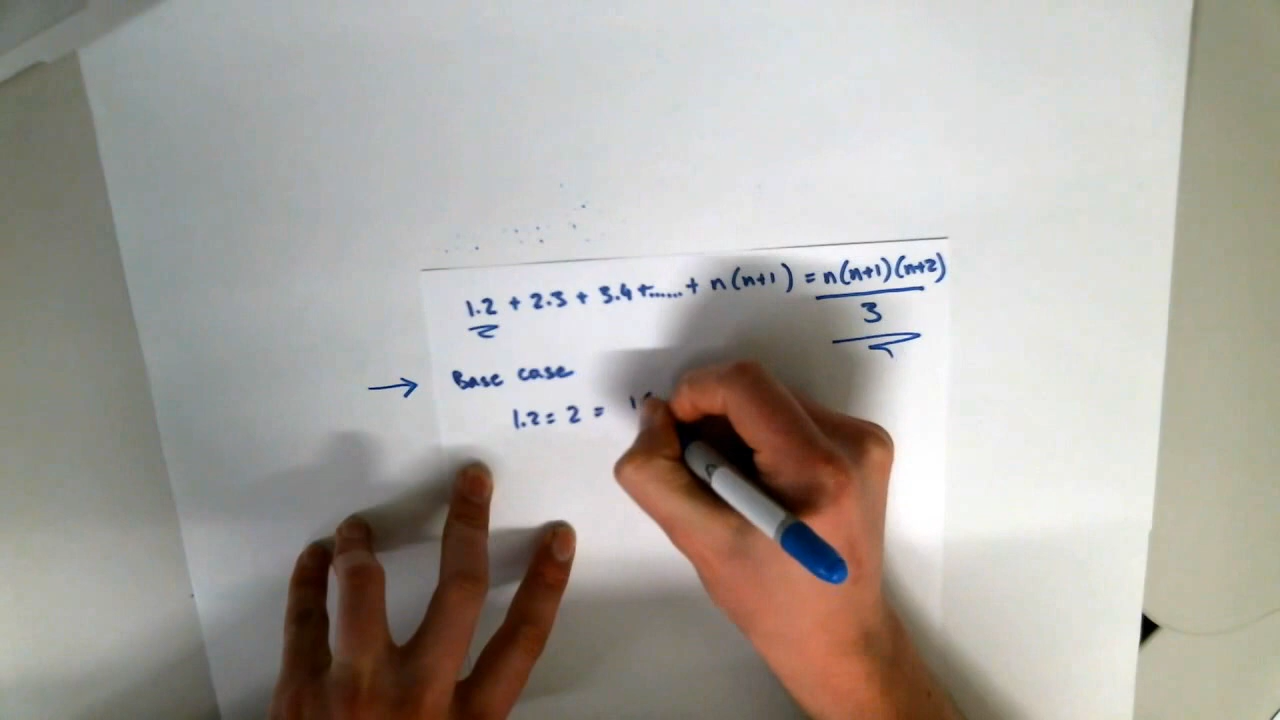 1.2 + 2.3 + 3.4 +......+ n(n+1) = n(n+1)(n+2)
3
Base case
1.2 = 2 =